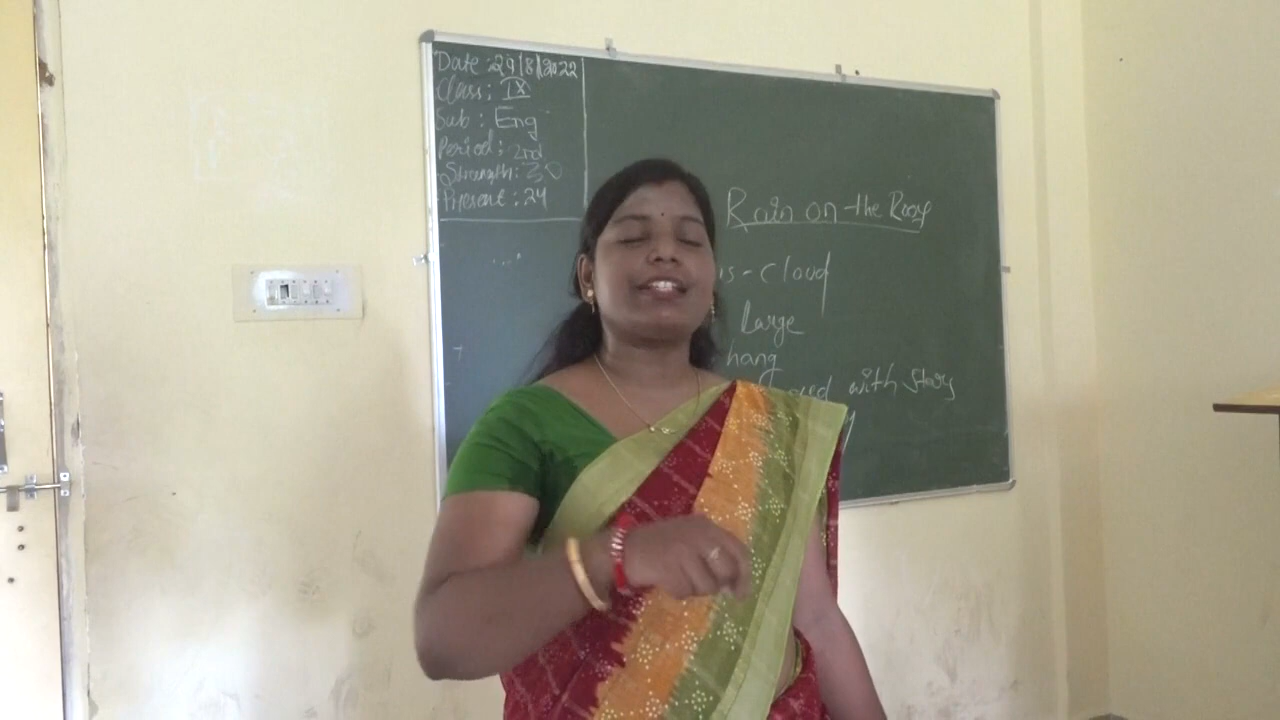 Date: 29/8/2022
Class: IX
Sub: Eng
Period: 2nd
Strength: 30
Present: 24
Rain on the Roof
cloud
Large
hang
with starry